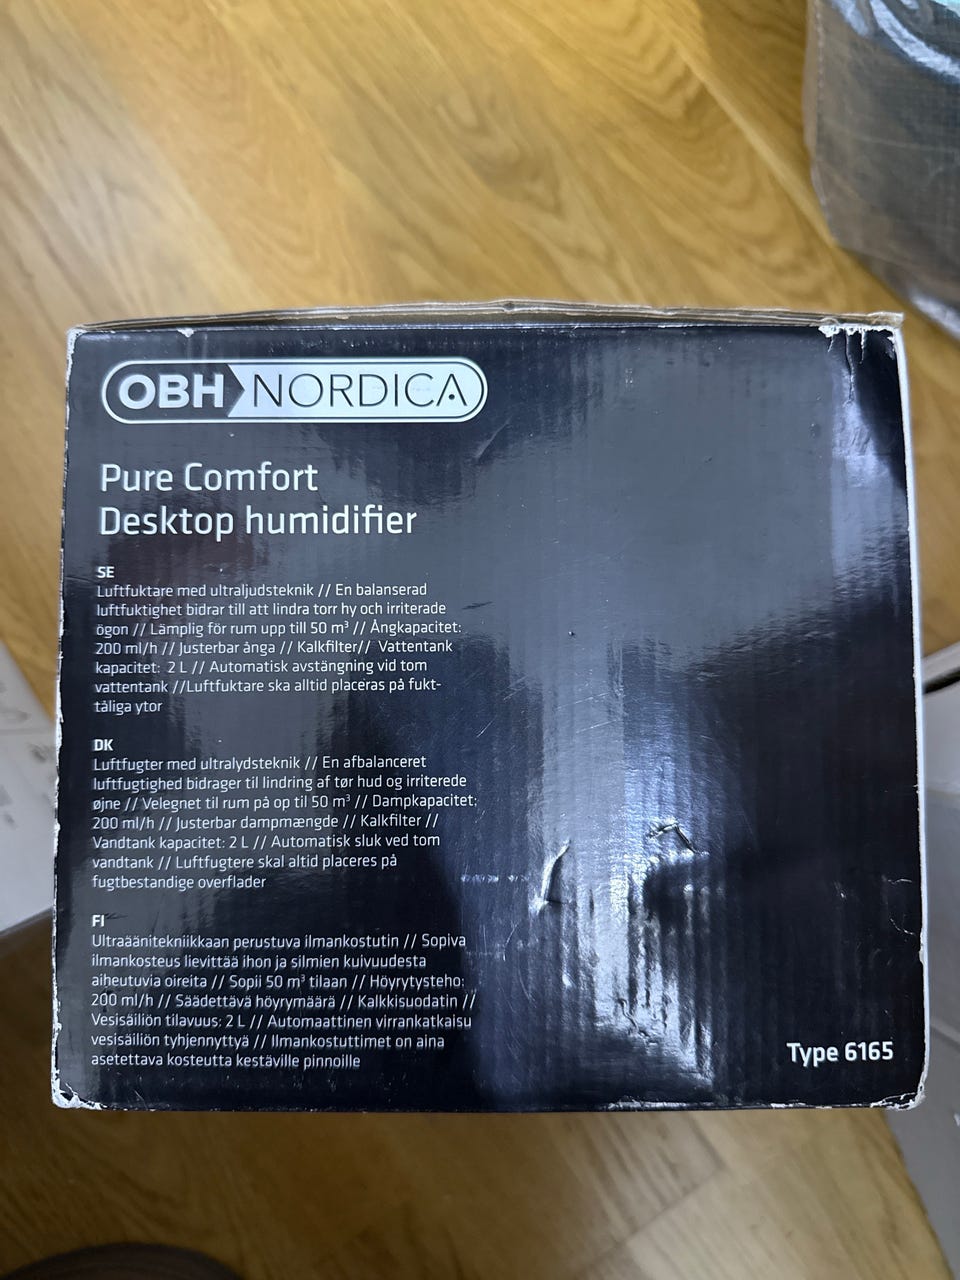 OBH NORDICA
Pure Comfort
Desktop humidifier
SE
Luftfuktare med ultraljudsteknik // En balanserad
luftfuktighet bidrar till att lindra torr hy och irriterade
ögon // Lämplig för rum upp till 50 m³ // Ångkapacitet:
200 ml/h // Justerbar ånga // Kalkfilter// Vattentank
kapacitet: 2 L // Automatisk avstängning vid tom
vattentank //Luftfuktare ska alltid placeras på fukt-
tåliga ytor
DK
Luftfugter med ultralydsteknik // En afbalanceret
luftfugtighed bidrager til lindring af tør hud og irriterede
øjne // Velegnet til rum på op til 50 m³ // Dampkapacitet:
200 ml/h // Justerbar dampmængde // Kalkfilter //
Vandtank kapacitet: 2 L // Automatisk sluk ved tom
vandtank // Luftfugtere skal altid placeres på
fugtbestandige overflader
FI
Ultraäänitekniikkaan perustuva ilmankostutin // Sopiva
ilmankosteus lievittää ihon ja silmien kuivuudesta
aiheutuvia oireita // Sopii 50 m³ tilaan // Höyrytysteho:
200 ml/h // Säädettävä höyrymäärä // Kalkkisuodatin //
Vesisäiliön tilavuus: 2 L // Automaattinen virrankatkaisu
vesisäiliön tyhjennyttyä // Ilmankostuttimet on aina
asetettava kosteutta kestäville pinnoille
Type 6165